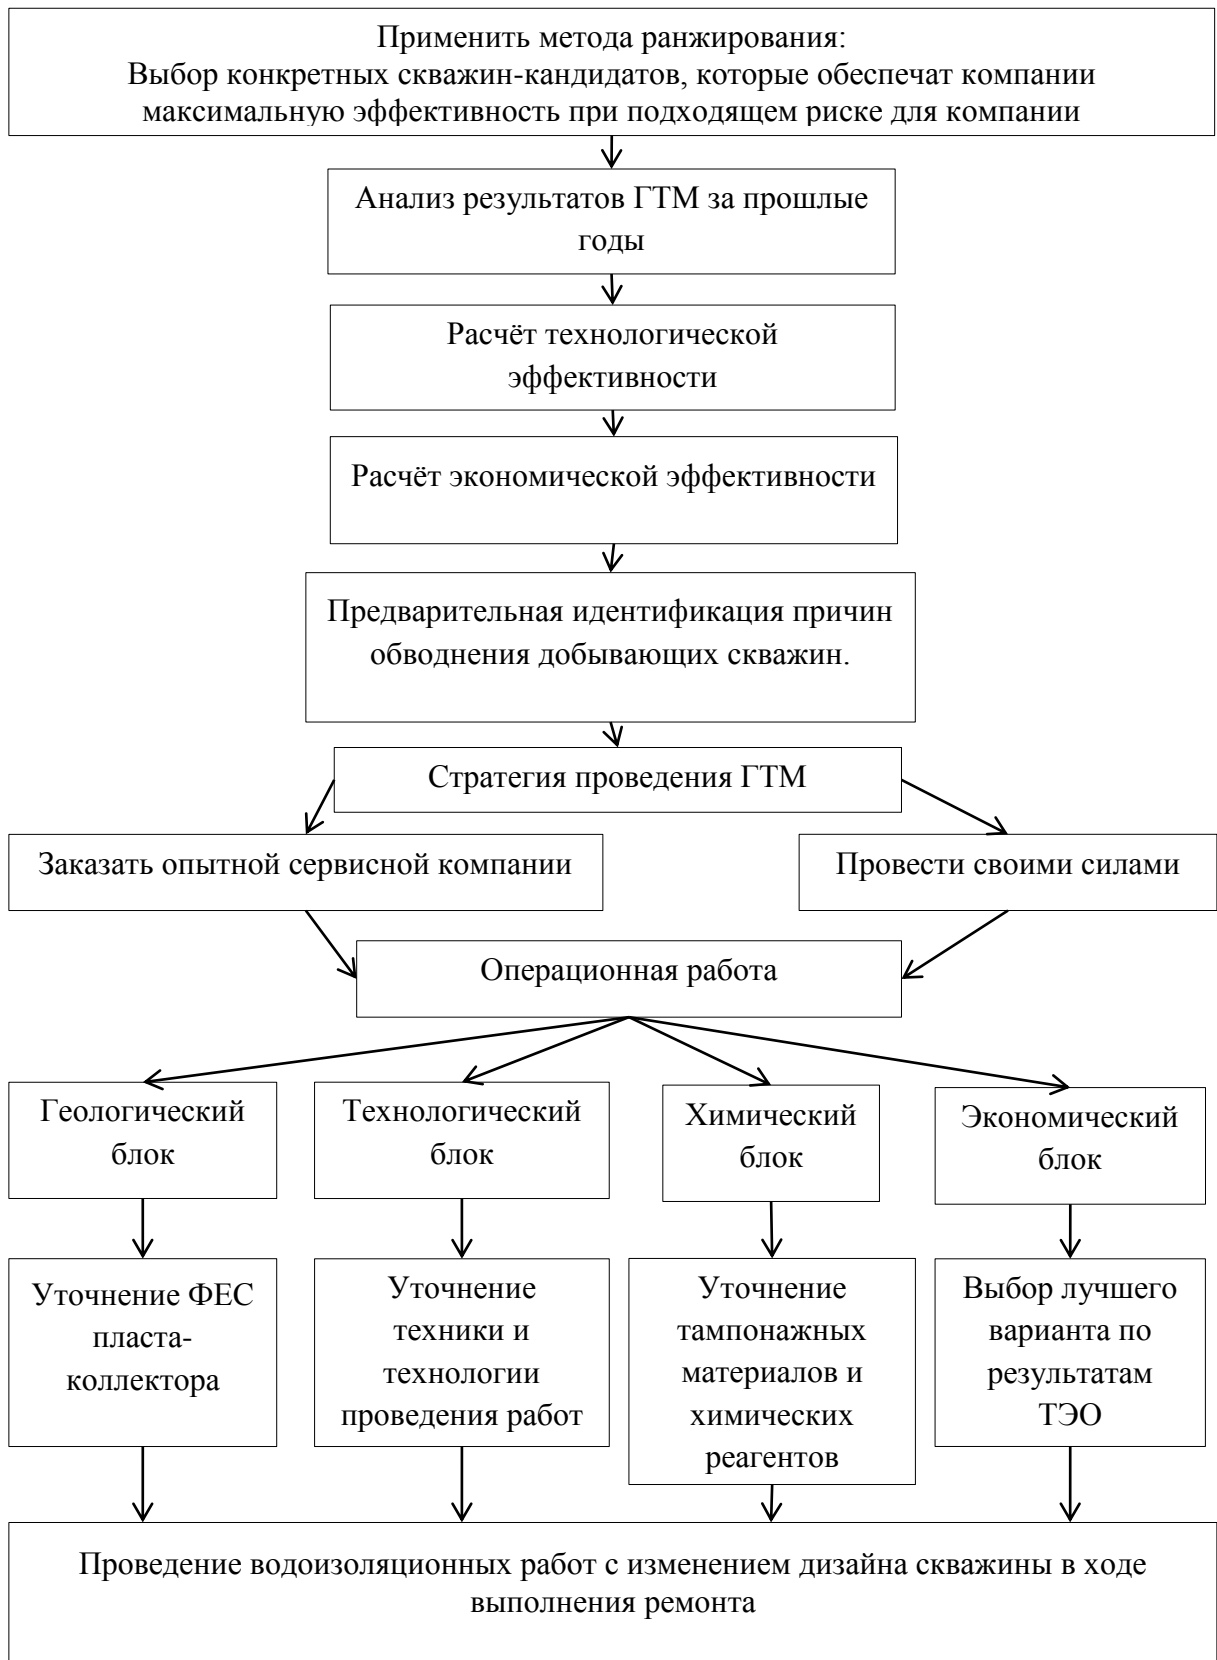 Применить метода ранжирования:
Выбор конкретных скважин-кандидатов, которые обеспечат компании
максимальную эффективность при подходящем риске для компании
Анализ результатов ГТМ за прошлые
годы
Расчёт технологической
эффективности
Расчёт экономической эффективности
Предварительная идентификация причин
обводнения добывающих скважин.
Стратегия проведения ГТМ
Заказать опытной сервисной компании
Провести своими силами
Операционная работа
Геологический
блок
Технологический
блок
Химический
блок
Экономический
блок
Уточнение ФЕС
пласта-
коллектора
Уточнение
техники и
технологии
проведения работ
Уточнение
тампонажных
материалов и
химических
реагентов
Выбор лучшего
варианта по
результатам
ТЭО
Проведение водоизоляционных работ с изменением дизайна скважины в ходе
выполнения ремонта